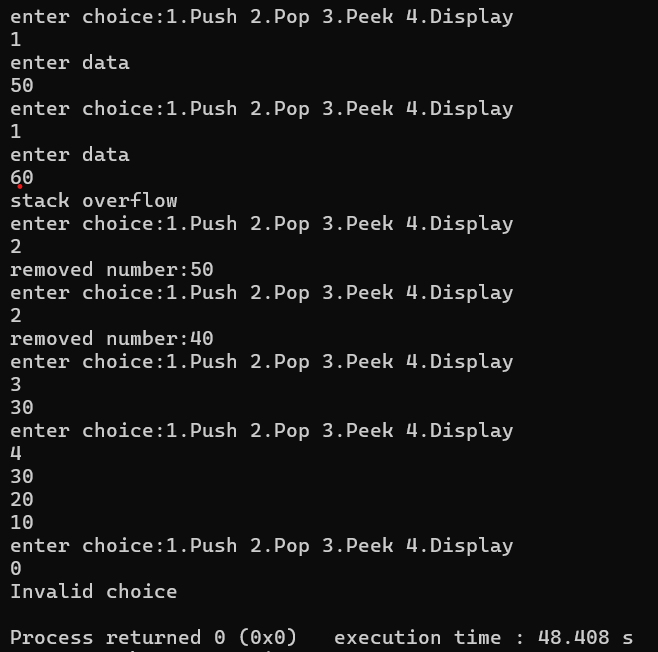 enter choice:1.Push 2.Pop 3.Peek 4.Display
1
enter data
50
enter choice:1.Push 2.Pop 3.Peek 4.Display
1
enter data
60
stack overflow
enter choice:1.Push 2.Pop 3.Peek 4.Display
2
removed number:50
enter choice:1.Push 2.Pop 3.Peek 4.Display
2
removed number:40
enter choice:1.Push 2.Pop 3.Peek 4.Display
3
30
enter choice:1.Push 2.Pop 3.Peek 4.Display
4
30
20
10
enter choice:1.Push 2.Pop 3.Peek 4.Display
0
Invalid choice
Process returned 0 (0x0)   execution time : 48.408 s